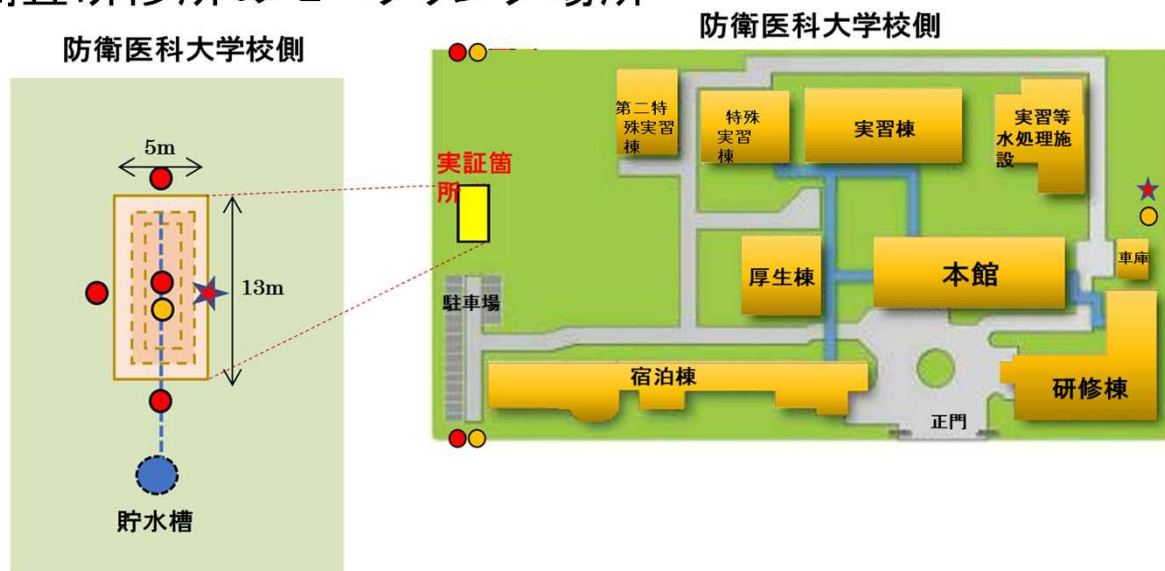 防衛医科大学校側
防衛医科大学校側
5m
13m
貯水槽
実証箇
所
第二特
殊実習
棟
特殊
実習
棟
実習棟
実習等
水処理施
設
厚生棟
本館
車庫
駐車場
宿泊棟
研修棟
正門